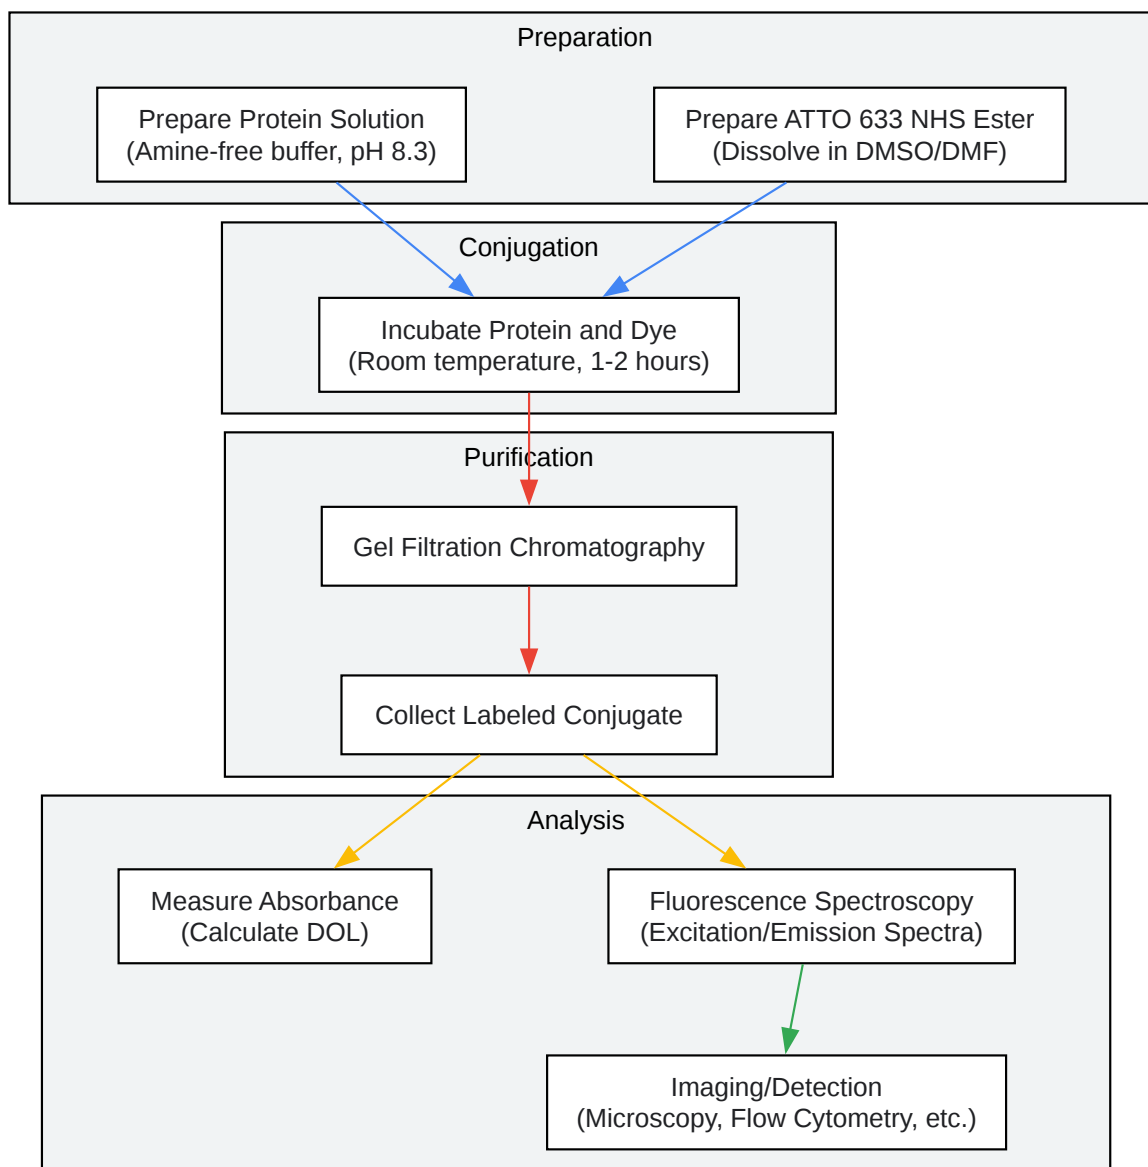 Preparation
Prepare Protein Solution
(Amine-free buffer, pH 8.3)
Prepare ATTO 633 NHS Ester
(Dissolve in DMSO/DMF)
Conjugation
Incubate Protein and Dye
(Room temperature, 1-2 hours)
Purification
Gel Filtration Chromatography
Collect Labeled Conjugate
Analysis
Measure Absorbance
(Calculate DOL)
Fluorescence Spectroscopy
(Excitation/Emission Spectra)
Imaging/Detection
(Microscopy, Flow Cytometry, etc.)